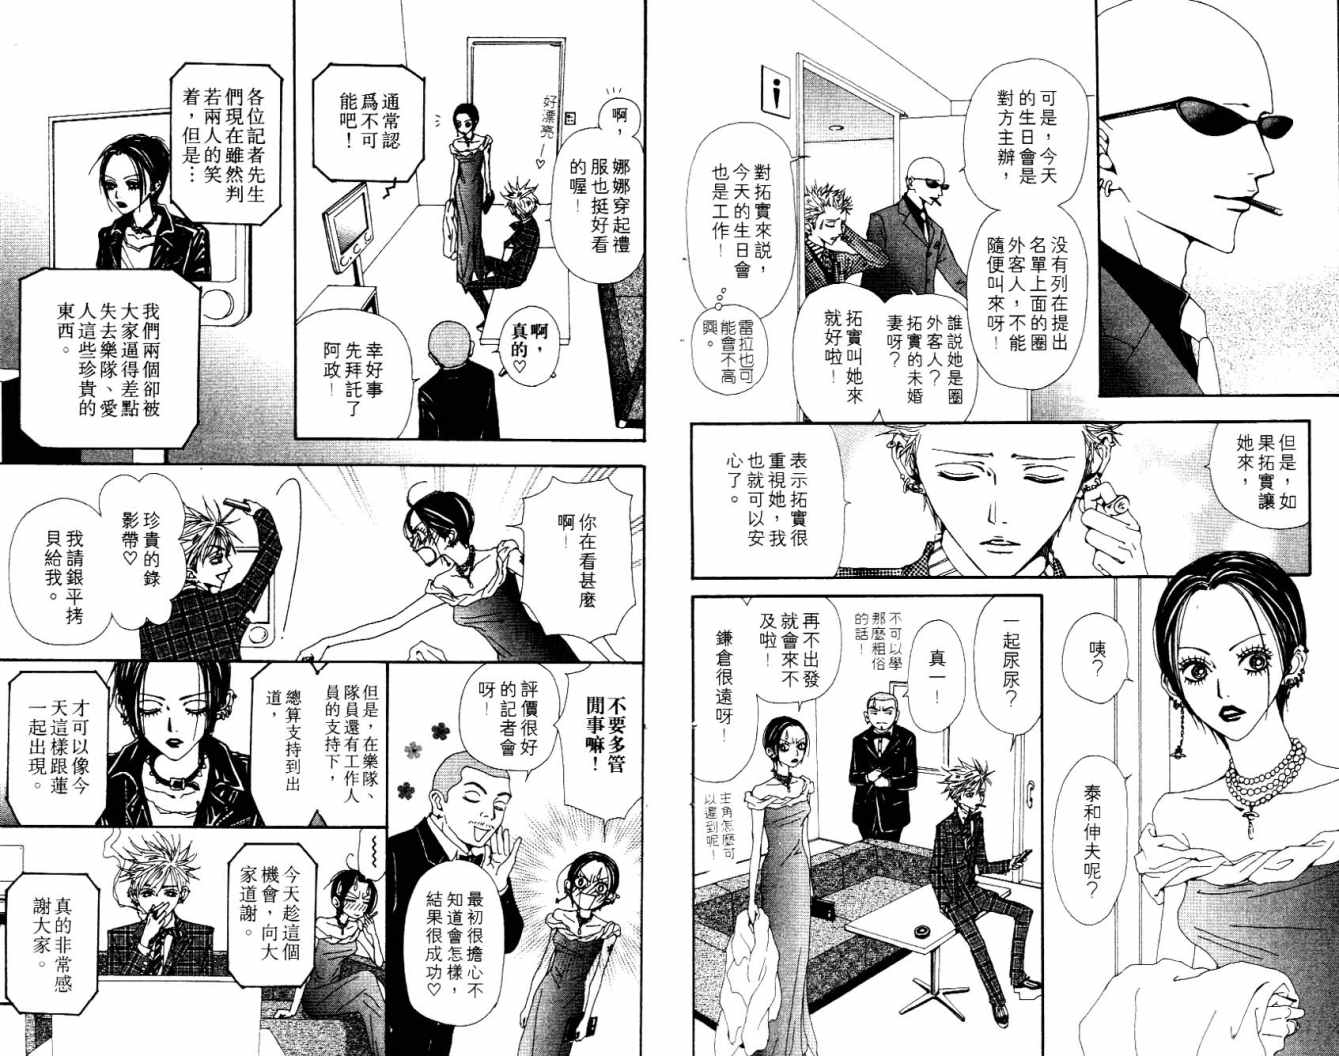 可是，今天
的生日會是
對方主辦，
没有列在提出
名單上面的圈
外客人，不能
隨便叫來呀！
誰說她是圈
外客人？
拓實的未婚
妻呀？
拓實叫她來
就好啦！
對拓實來説，
今天的生日會
也是工作！
雷拉也可
能會不高
興。
但是，如
果拓實讓
她來，
表示拓實很
重視她，我
也就可以安
心了。
咦？
泰和伸夫呢？
一起尿尿？
真一！
不可以學
那麼粗俗
的話！
再不出發
就會來不
及啦！
鎌倉很遠呀！
主角怎麼可
以遲到呢！
啊，
娜娜穿起禮
服也挺好看
的喔！
好漂亮—♡
啊，
真的♡
通常認
爲不可
能吧！
幸好事
先拜託了
阿政！
各位記者先生
們現在雖然判
若兩人的笑
着，但是…
我們兩個卻被
大家逼得差點
失去樂隊、愛
人這些珍貴的
東西。
你在看甚麼
啊！
珍貴的錄
影帶♡
我請銀平拷
貝給我。
不要多管
閒事嘛！
評價很好
的記者會
呀！
最初很擔心不
知道會怎樣，
結果很成功♡
但是，在樂隊、
隊員還有工作人
員的支持下，
總算支持到出
道，
才可以像今
天這樣跟蓮
一起出現。
今天趁這個
機會，向大
家道謝。
真的非常感
謝大家。